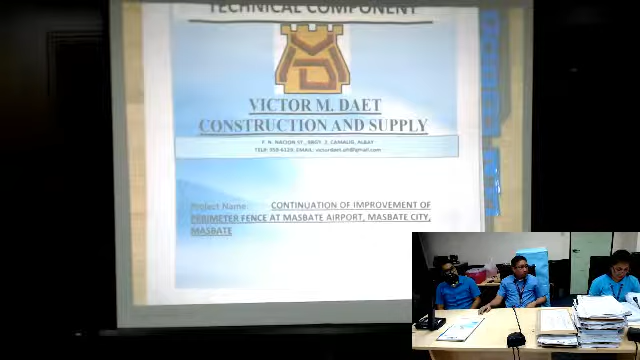 TECHNICAL COMPONENT
VICTOR M. DAET
CONSTRUCTION AND SUPPLY
Project Name: CONTINUATION OF IMPROVEMENT OF
PERIMETER FENCE AT MASBATE AIRPORT, MASBATE CITY,
MASBATE